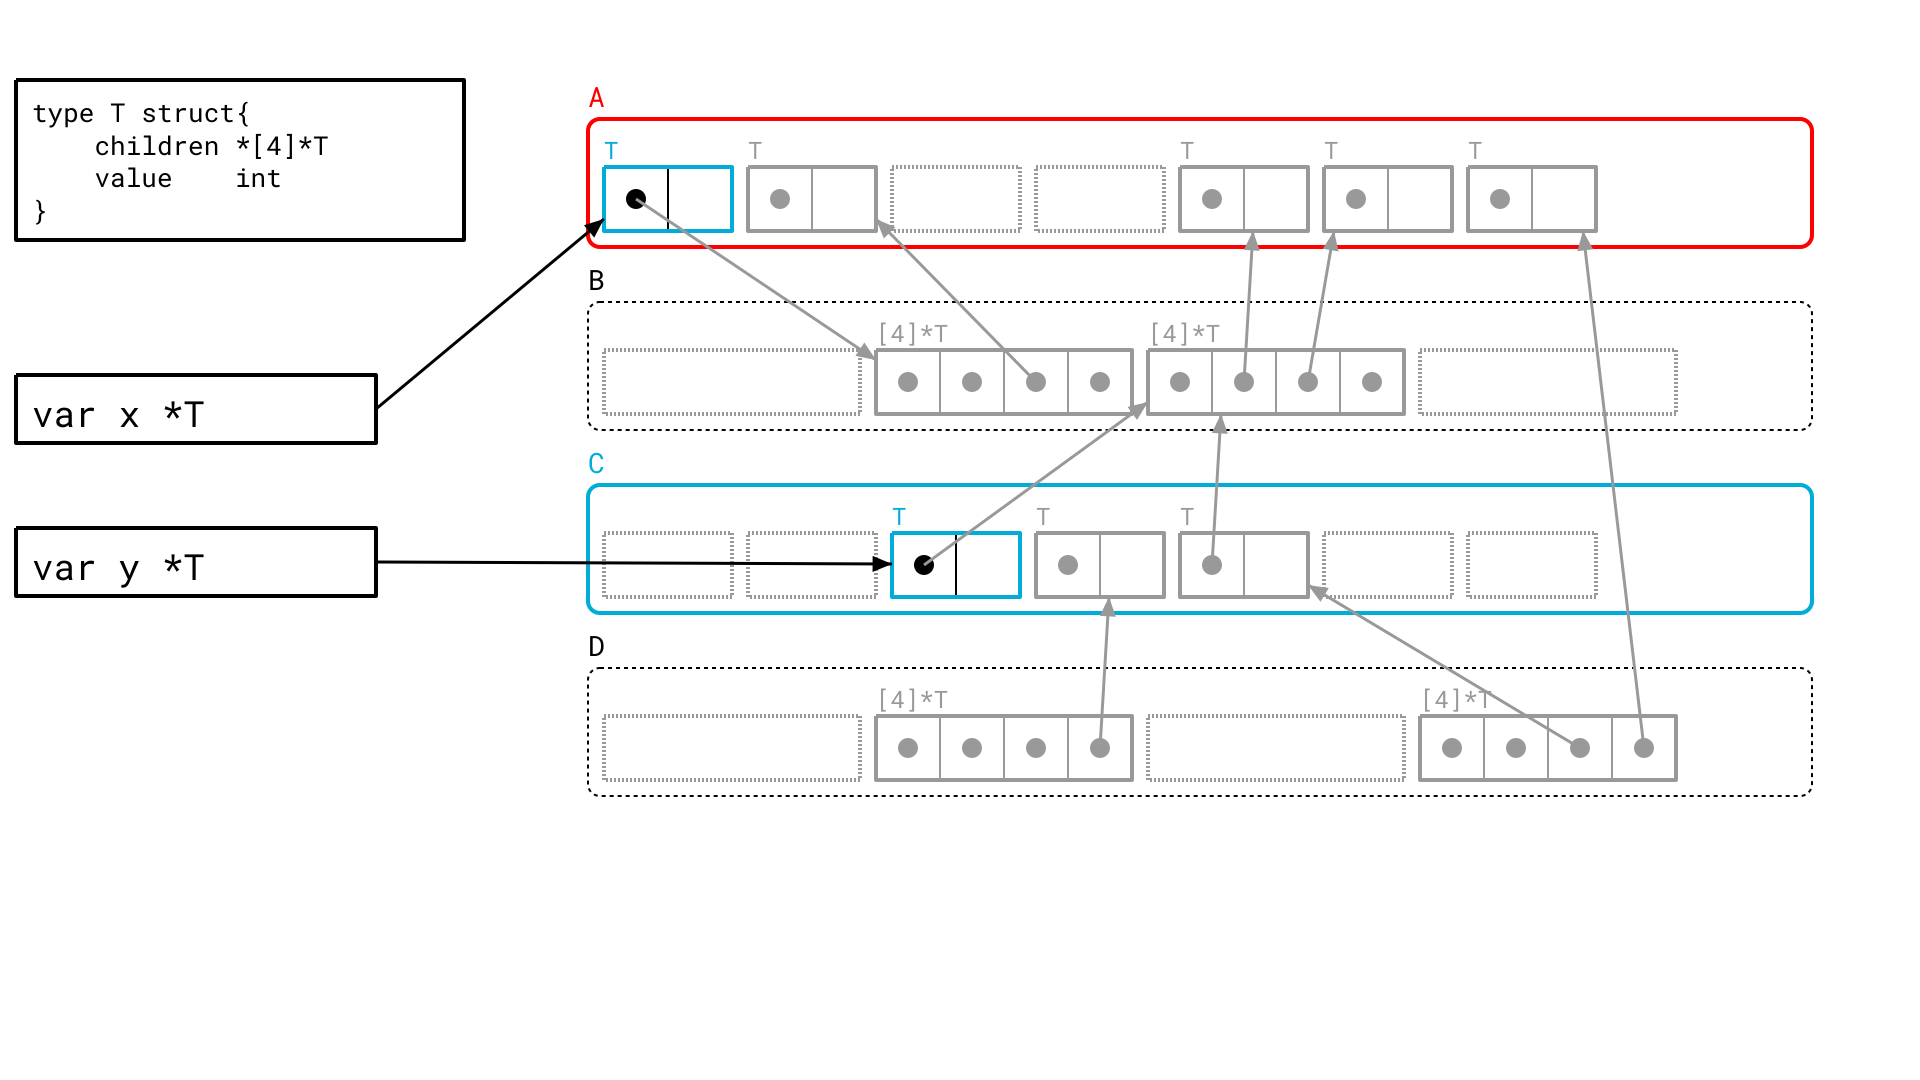 type T struct{
    children *[4]*T
    value    int
}
var x *T
var y *T
A
T T T T T
B
[4]*T [4]*T
C
T T T
D
[4]*T [4]*T